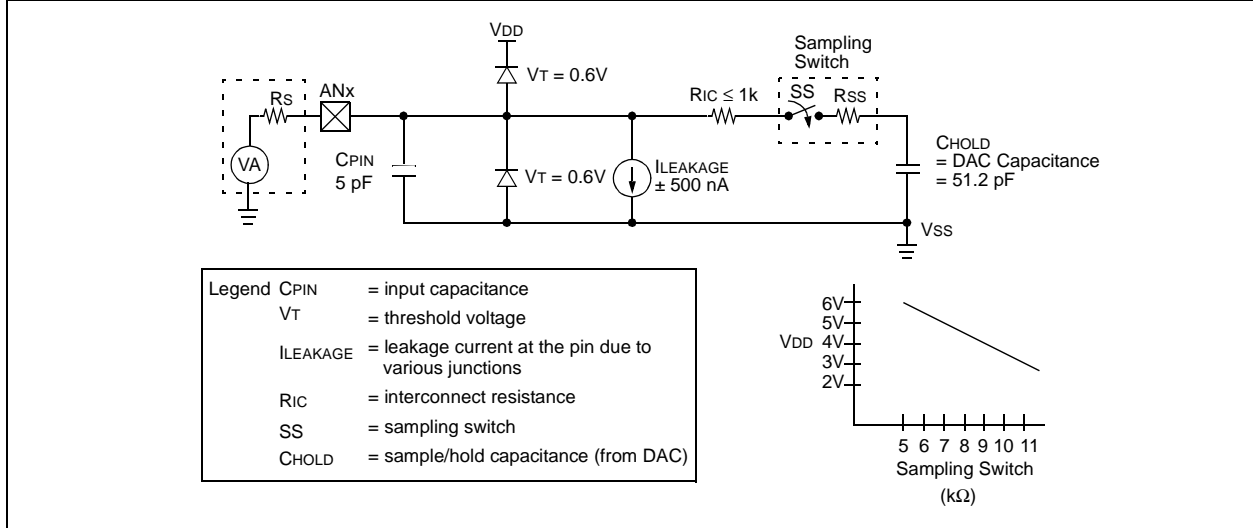 VDD
Sampling
Switch
VT = 0.6V
RS
ANx
RIC ≤ 1k
SS
RSS
VA
CPIN
5 pF
VT = 0.6V
ILEAKAGE
± 500 nA
CHOLD
= DAC Capacitance
= 51.2 pF
VSS
Legend CPIN = input capacitance
VT = threshold voltage
ILEAKAGE = leakage current at the pin due to
various junctions
RIC = interconnect resistance
SS = sampling switch
CHOLD = sample/hold capacitance (from DAC)
6V
5V
VDD 4V
3V
2V
5 6 7 8 9 10 11
Sampling Switch
(kΩ)